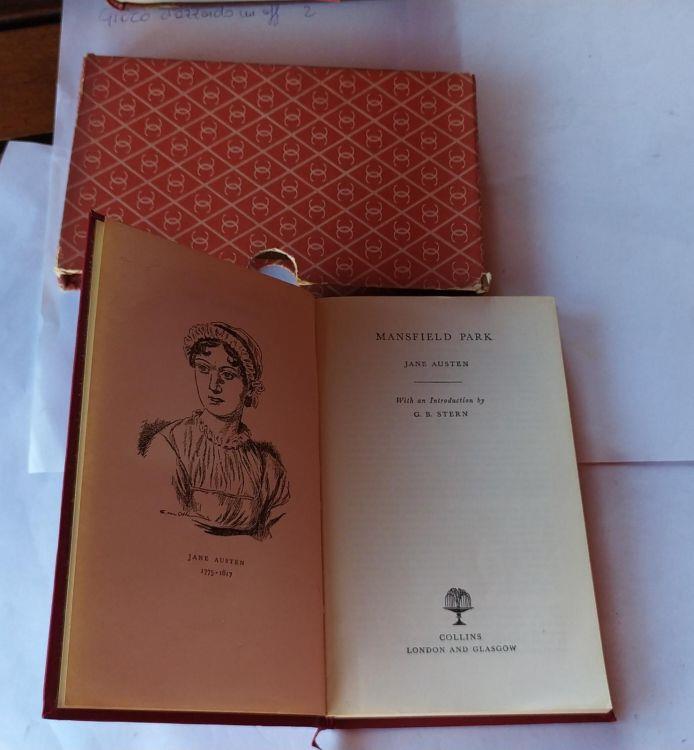 JANE AUSTEN
1775-1817
MANSFIELD PARK
JANE AUSTEN
With an Introduction by
G. B. STERN
COLLINS
LONDON AND GLASGOW